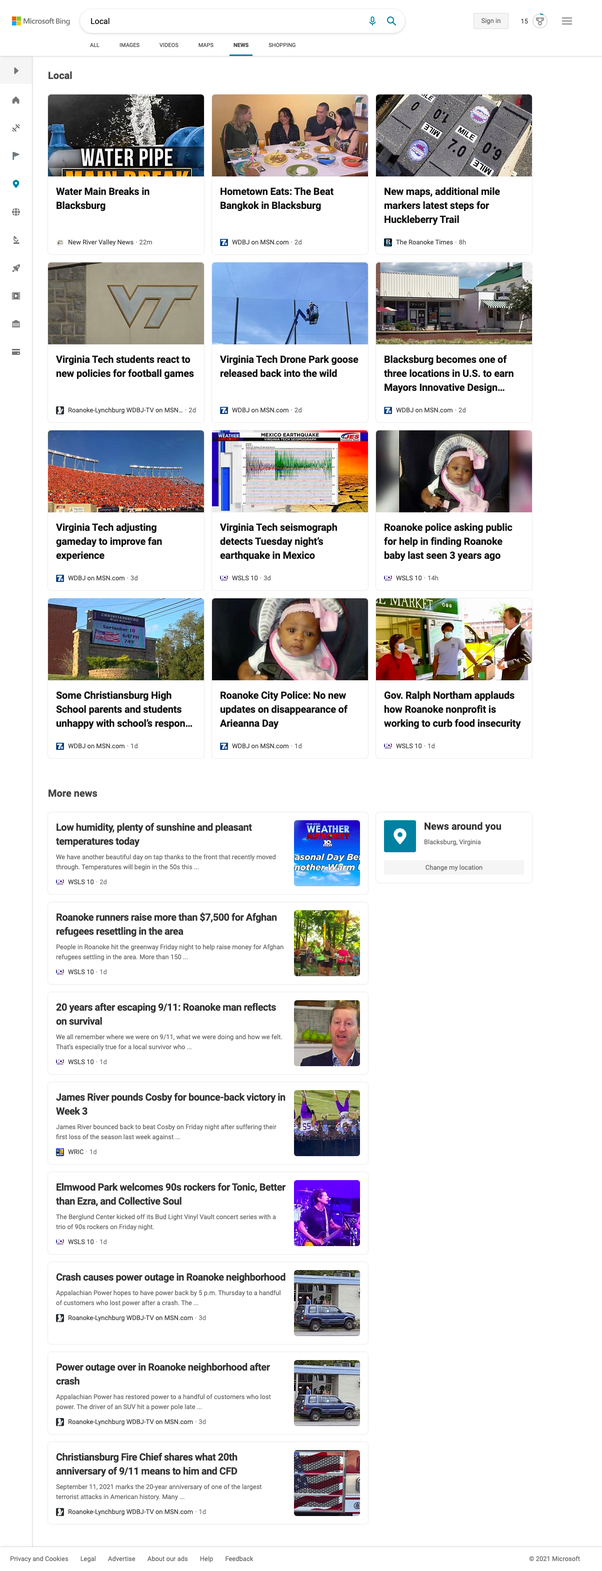 Microsoft Bing
Local
Sign in
15
ALL
IMAGES
VIDEOS
MAPS
NEWS
SHOPPING
Local
WATER PIPE
MAIN BREAK
Water Main Breaks in
Blacksburg
New River Valley News · 22m
Hometown Eats: The Beat
Bangkok in Blacksburg
WDBJ on MSN.com · 2d
MILE
MILE
7.0
0.9
MILE
New maps, additional mile
markers latest steps for
Huckleberry Trail
The Roanoke Times · 8h
VT
Virginia Tech students react to
new policies for football games
Roanoke-Lynchburg WDBJ-TV on MSN... · 2d
Virginia Tech Drone Park goose
released back into the wild
WDBJ on MSN.com · 2d
Blacksburg becomes one of
three locations in U.S. to earn
Mayors Innovative Design...
WDBJ on MSN.com · 2d
Virginia Tech adjusting
gameday to improve fan
experience
WDBJ on MSN.com · 3d
WEATHER
MEXICO EARTHQUAKE
VIRGINIA TECH SEISMOGRAPH
Virginia Tech seismograph
detects Tuesday night's
earthquake in Mexico
WSLS 10 · 3d
Roanoke police asking public
for help in finding Roanoke
baby last seen 3 years ago
WSLS 10 · 14h
Some Christiansburg High
School parents and students
unhappy with school's respon...
WDBJ on MSN.com · 1d
Roanoke City Police: No new
updates on disappearance of
Arieanna Day
WDBJ on MSN.com · 1d
MARKET
Gov. Ralph Northam applauds
how Roanoke nonprofit is
working to curb food insecurity
WSLS 10 · 1d
More news
Low humidity, plenty of sunshine and pleasant
temperatures today
We have another beautiful day on tap thanks to the front that recently moved
through. Temperatures will begin in the 50s this ...
WSLS 10 · 2d
WEATHER
10
asonal Day Be
nother Warm
News around you
Blacksburg, Virginia
Change my location
Roanoke runners raise more than $7,500 for Afghan
refugees resettling in the area
People in Roanoke hit the greenway Friday night to help raise money for Afghan
refugees settling in the area. More than 150 ...
WSLS 10 · 1d
20 years after escaping 9/11: Roanoke man reflects
on survival
We all remember where we were on 9/11, what we were doing and how we felt.
That's especially true for a local survivor who ...
WSLS 10 · 1d
James River pounds Cosby for bounce-back victory in
Week 3
James River bounced back to beat Cosby on Friday night after suffering their
first loss of the season last week against ...
WRIC · 1d
55
Elmwood Park welcomes 90s rockers for Tonic, Better
than Ezra, and Collective Soul
The Berglund Center kicked off its Bud Light Vinyl Vault concert series with a
trio of 90s rockers on Friday night.
WSLS 10 · 1d
Crash causes power outage in Roanoke neighborhood
Appalachian Power hopes to have power back by 5 p.m. Thursday to a handful
of customers who lost power after a crash. The ...
Roanoke-Lynchburg WDBJ-TV on MSN.com · 3d
Power outage over in Roanoke neighborhood after
crash
Appalachian Power has restored power to a handful of customers who lost
power. The driver of an SUV hit a power pole late ...
Roanoke-Lynchburg WDBJ-TV on MSN.com · 3d
Christiansburg Fire Chief shares what 20th
anniversary of 9/11 means to him and CFD
September 11, 2021 marks the 20-year anniversary of one of the largest
terrorist attacks in American history. Many ...
Roanoke-Lynchburg WDBJ-TV on MSN.com · 1d
Privacy and Cookies
Legal
Advertise
About our ads
Help
Feedback
© 2021 Microsoft